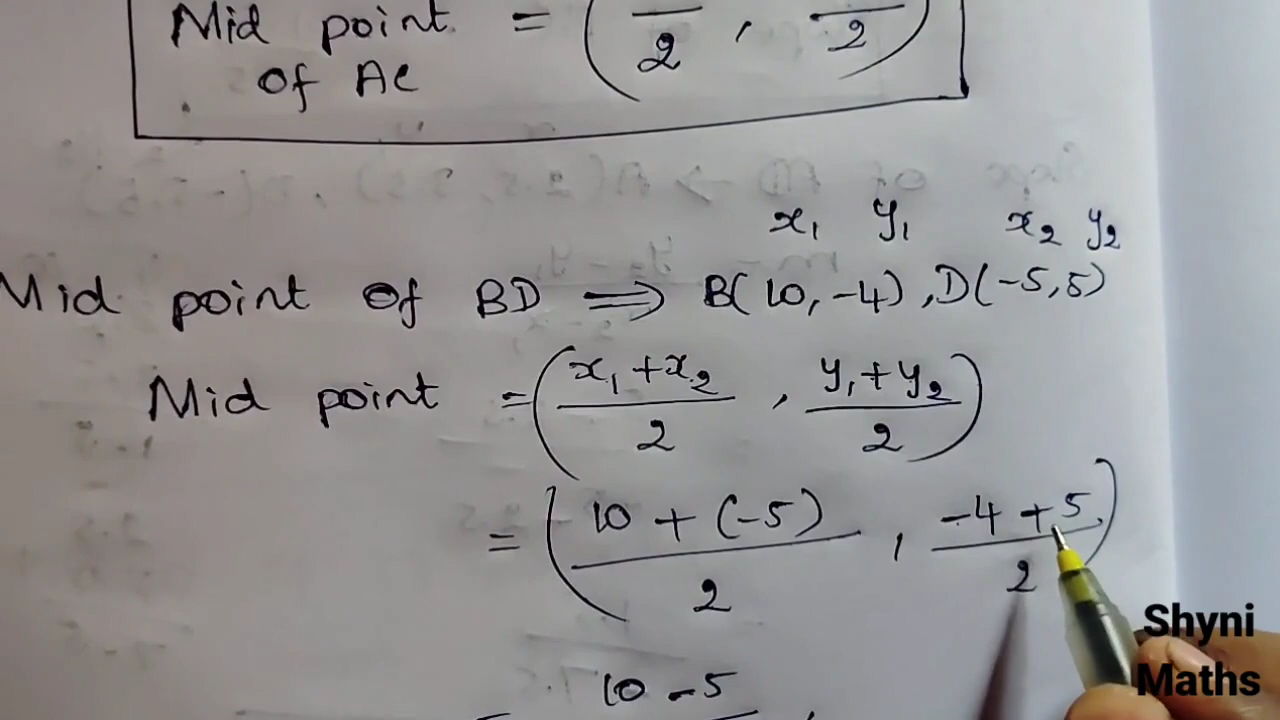 Mid point = ( / 2 , / 2 )
of AC
x₁ y₁ x₂ y₂
Mid point of BD ⟹ B(10, -4), D(-5,5)
Mid point = ( x₁ + x₂ / 2 , y₁ + y₂ / 2 )
= ( 10 + (-5) / 2 , -4 + 5 / 2 )
10 - 5
Shyni
Maths